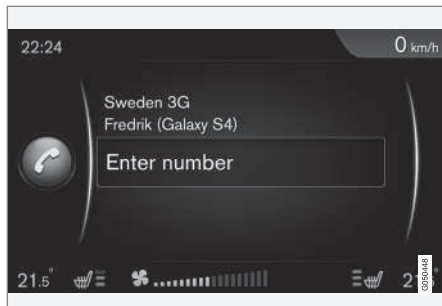 22:24
0 km/h
Sweden 3G
Fredrik (Galaxy S4)
Enter number
21.5°
G050448